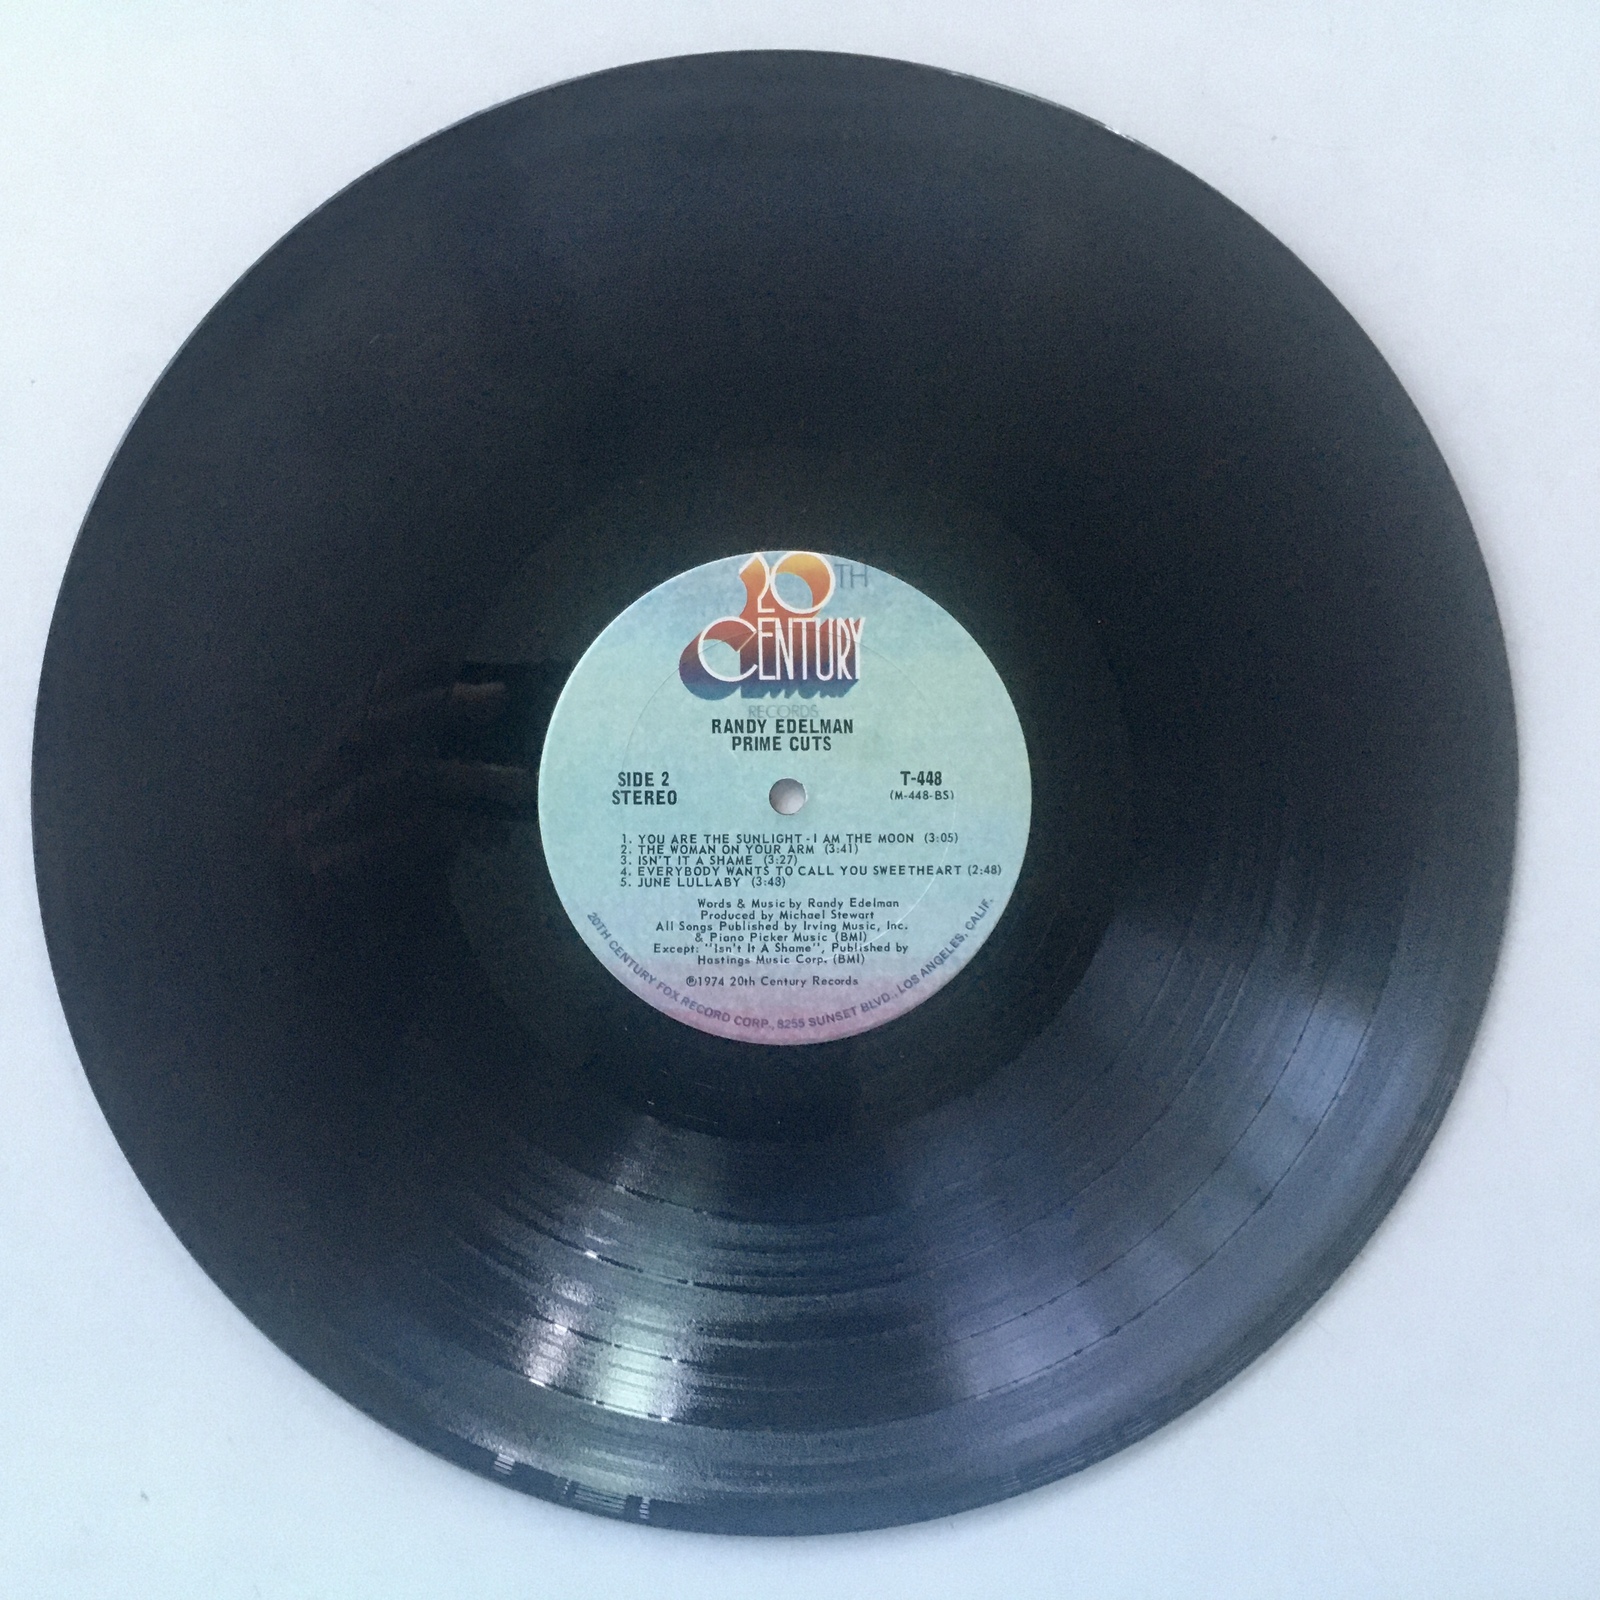 20TH
CENTURY
RECORDS
RANDY EDELMAN
PRIME CUTS
SIDE 2
STEREO
T-448
(M-448-BS)
1. YOU ARE THE SUNLIGHT - I AM THE MOON (3:05)
2. THE WOMAN ON YOUR ARM (3:41)
3. ISN'T IT A SHAME (3:27)
4. EVERYBODY WANTS TO CALL YOU SWEETHEART (2:48)
5. JUNE LULLABY (3:43)
Words & Music by Randy Edelman
Produced by Michael Stewart
All Songs Published by Irving Music, Inc.
& Piano Picker Music (BMI)
Except: "Isn't It A Shame", Published by
Hastings Music Corp. (BMI)
℗1974 20th Century Records
20TH CENTURY FOX RECORD CORP., 8255 SUNSET BLVD., LOS ANGELES, CALIF.